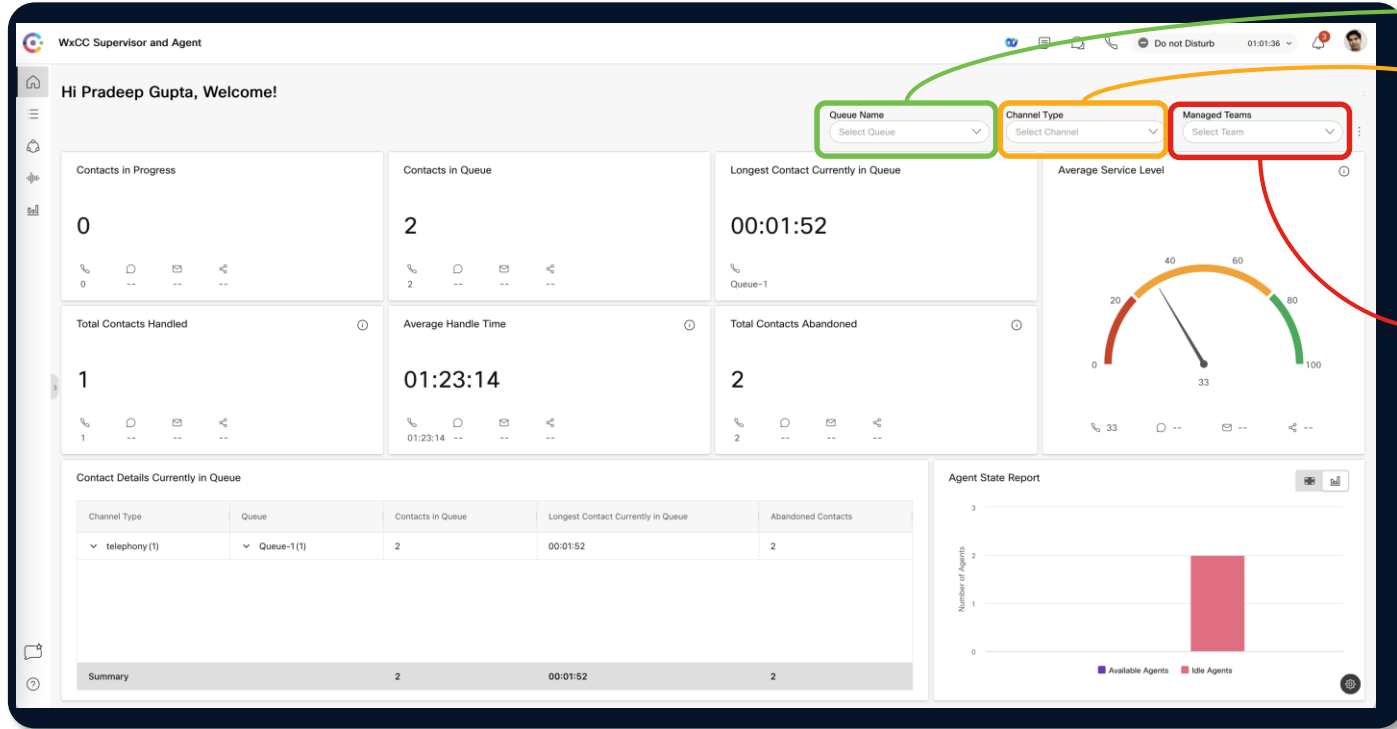 WxCC Supervisor and Agent
Do not Disturb
01:01:36
3
Hi Pradeep Gupta, Welcome!
Queue Name
Select Queue
Channel Type
Select Channel
Managed Teams
Select Team
Contacts in Progress
0
0 -- -- --
Contacts in Queue
2
2 -- -- --
Longest Contact Currently in Queue
00:01:52
Queue-1
Average Service Level
0
20
40
60
80
100
33
33 -- -- --
Total Contacts Handled
1
1 -- -- --
Average Handle Time
01:23:14
01:23:14 -- -- --
Total Contacts Abandoned
2
2 -- -- --
Contact Details Currently in Queue
Channel Type Queue Contacts in Queue Longest Contact Currently in Queue Abandoned Contacts
telephony (1) Queue-1 (1) 2 00:01:52 2
Summary 2 00:01:52 2
Agent State Report
Number of Agents
3
2
1
0
Available Agents Idle Agents